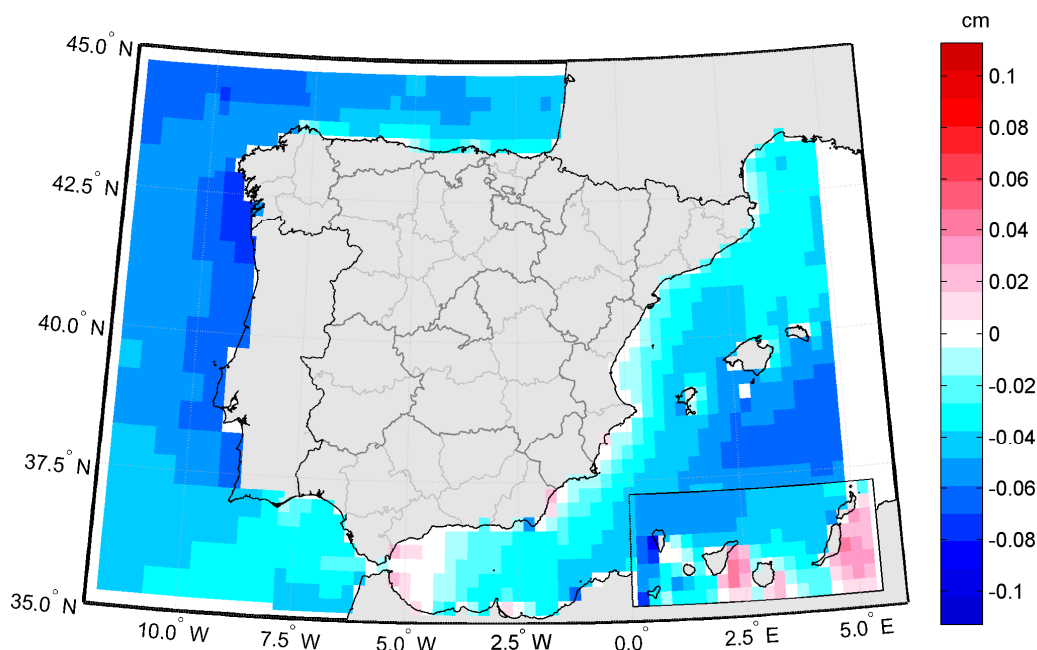 cm
45.0° N
42.5° N
40.0° N
37.5° N
35.0° N
10.0° W
7.5° W
5.0° W
2.5° W
0.0°
2.5° E
5.0° E
0.1
0.08
0.06
0.04
0.02
0
-0.02
-0.04
-0.06
-0.08
-0.1